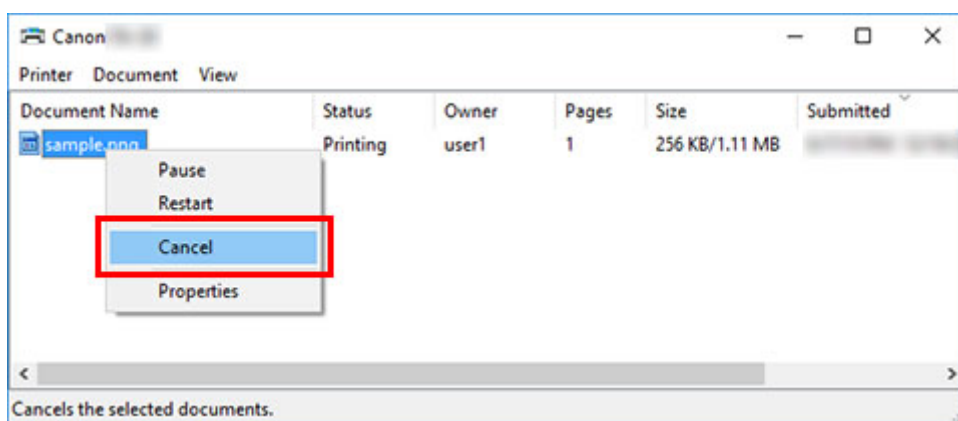 Canon
Printer Document View
Document Name Status Owner Pages Size Submitted
sample.png Printing user1 1 256 KB/1.11 MB
Pause
Restart
Cancel
Properties
Cancels the selected documents.